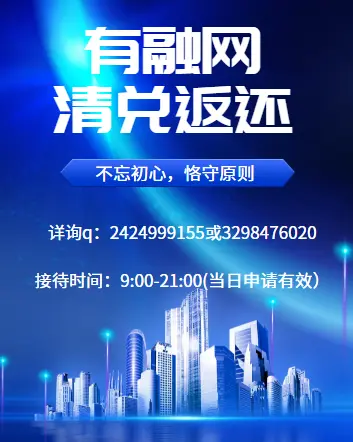 有融网
清兑返还
不忘初心，恪守原则
详询q：2424999155或3298476020
接待时间：9:00-21:00(当日申请有效）